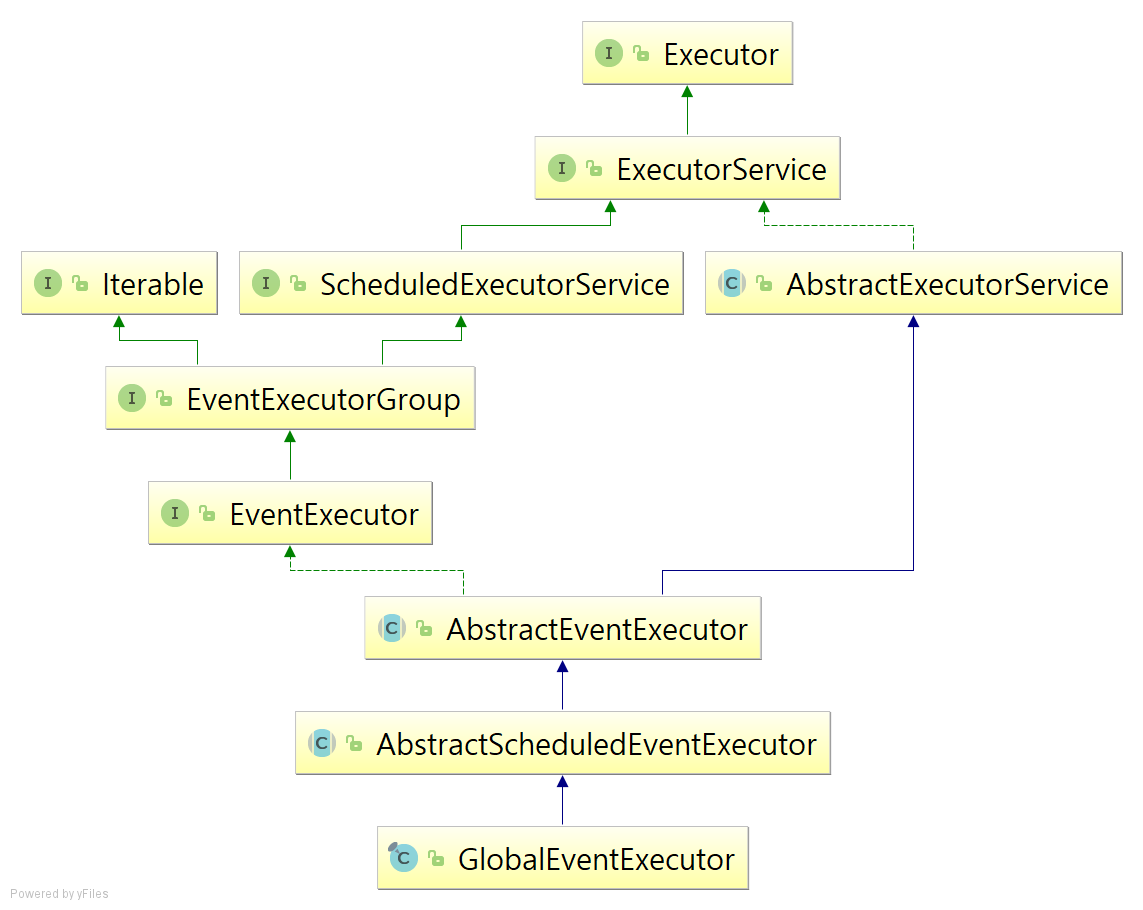 I Executor
I ExecutorService
I Iterable
I ScheduledExecutorService
C AbstractExecutorService
I EventExecutorGroup
I EventExecutor
C AbstractEventExecutor
C AbstractScheduledEventExecutor
C GlobalEventExecutor
Powered by yFiles